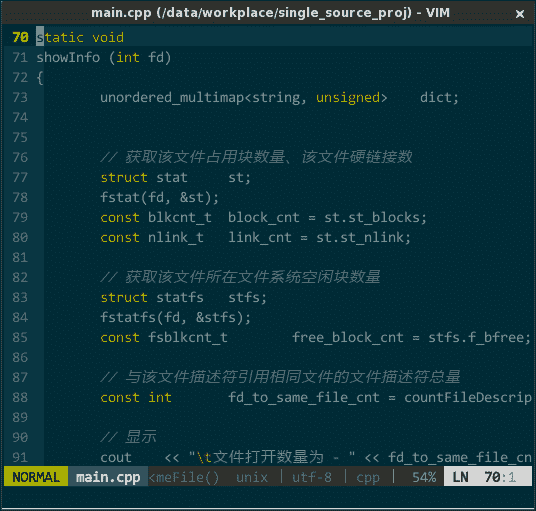 main.cpp (/data/workplace/single_source_proj) - VIM ×
70 static void
71 showInfo (int fd)
72 {
73 unordered_multimap<string, unsigned> dict;
74
75
76 // 获取该文件占用块数量、该文件硬链接数
77 struct stat st;
78 fstat(fd, &st);
79 const blkcnt_t block_cnt = st.st_blocks;
80 const nlink_t link_cnt = st.st_nlink;
81
82 // 获取该文件所在文件系统空闲块数量
83 struct statfs stfs;
84 fstatfs(fd, &stfs);
85 const fsblkcnt_t free_block_cnt = stfs.f_bfree;
86
87 // 与该文件描述符引用相同文件的文件描述符总量
88 const int fd_to_same_file_cnt = countFileDescrip
89
90 // 显示
91 cout << "\t文件打开数量为 - " << fd_to_same_file_cn
NORMAL main.cpp <meFile() unix | utf-8 | cpp | 54% LN 70:1